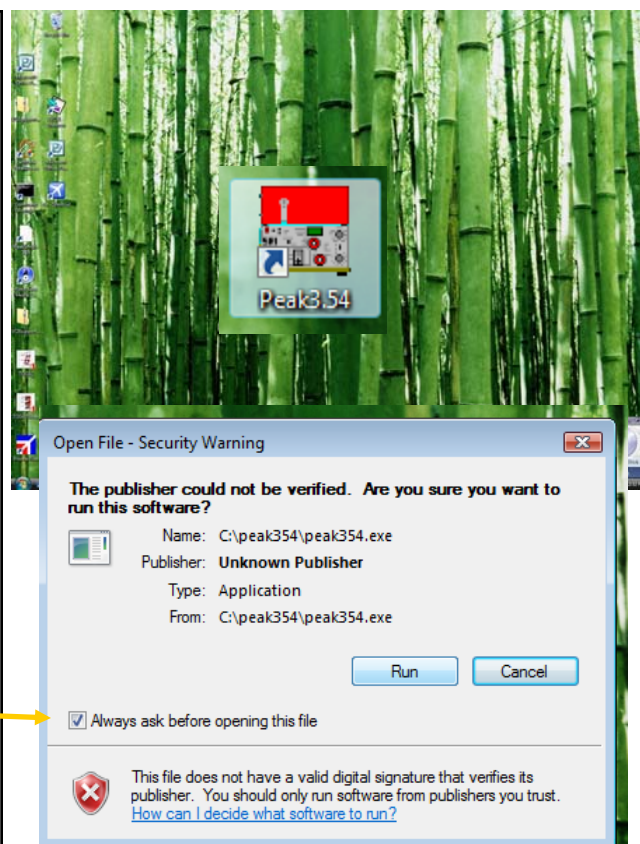 Peak3.54
Open File - Security Warning
The publisher could not be verified.  Are you sure you want to
run this software?
Name: C:\peak354\peak354.exe
Publisher: Unknown Publisher
Type: Application
From: C:\peak354\peak354.exe
Run Cancel
Always ask before opening this file
This file does not have a valid digital signature that verifies its
publisher.  You should only run software from publishers you trust.
How can I decide what software to run?